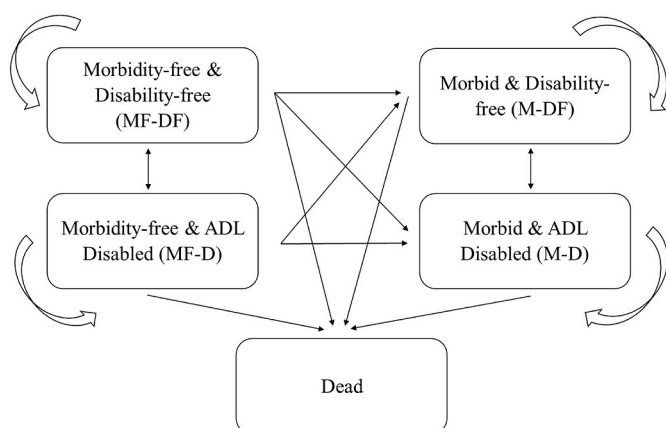 Morbidity-free &
Disability-free
(MF-DF)
Morbid & Disability-
free (M-DF)
Morbidity-free & ADL
Disabled (MF-D)
Morbid & ADL
Disabled (M-D)
Dead